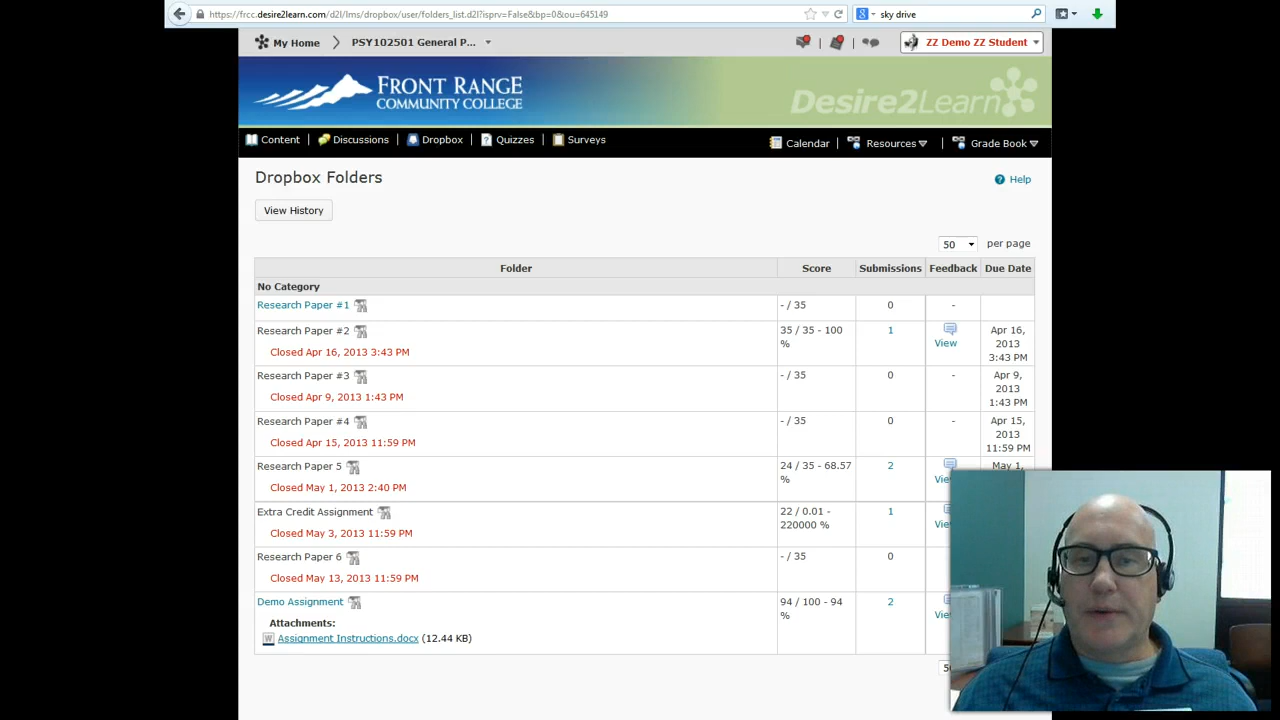 https://frcc.desire2learn.com/d2l/lms/dropbox/user/folders_list.d2l?isprv=False&bp=0&ou=645149
sky drive
My Home
PSY102501 General P...
ZZ Demo ZZ Student
FRONT RANGE
COMMUNITY COLLEGE
Desire2Learn
Content | Discussions | Dropbox | Quizzes | Surveys
Calendar | Resources | Grade Book
Dropbox Folders
Help
View History
50 per page
Folder Score Submissions Feedback Due Date
No Category
Research Paper #1 - / 35 0 -
Research Paper #2 35 / 35 - 100 1 Apr 16,
% View 2013
Closed Apr 16, 2013 3:43 PM 3:43 PM
Research Paper #3 - / 35 0 - Apr 9,
2013
Closed Apr 9, 2013 1:43 PM 1:43 PM
Research Paper #4 - / 35 0 - Apr 15,
2013
Closed Apr 15, 2013 11:59 PM 11:59 PM
Research Paper 5 24 / 35 - 68.57 2 May 1,
%
Closed May 1, 2013 2:40 PM
Extra Credit Assignment 22 / 0.01 - 1
220000 %
Closed May 3, 2013 11:59 PM
Research Paper 6 - / 35 0
Closed May 13, 2013 11:59 PM
Demo Assignment 94 / 100 - 94 2
%
Attachments:
W Assignment Instructions.docx (12.44 KB)